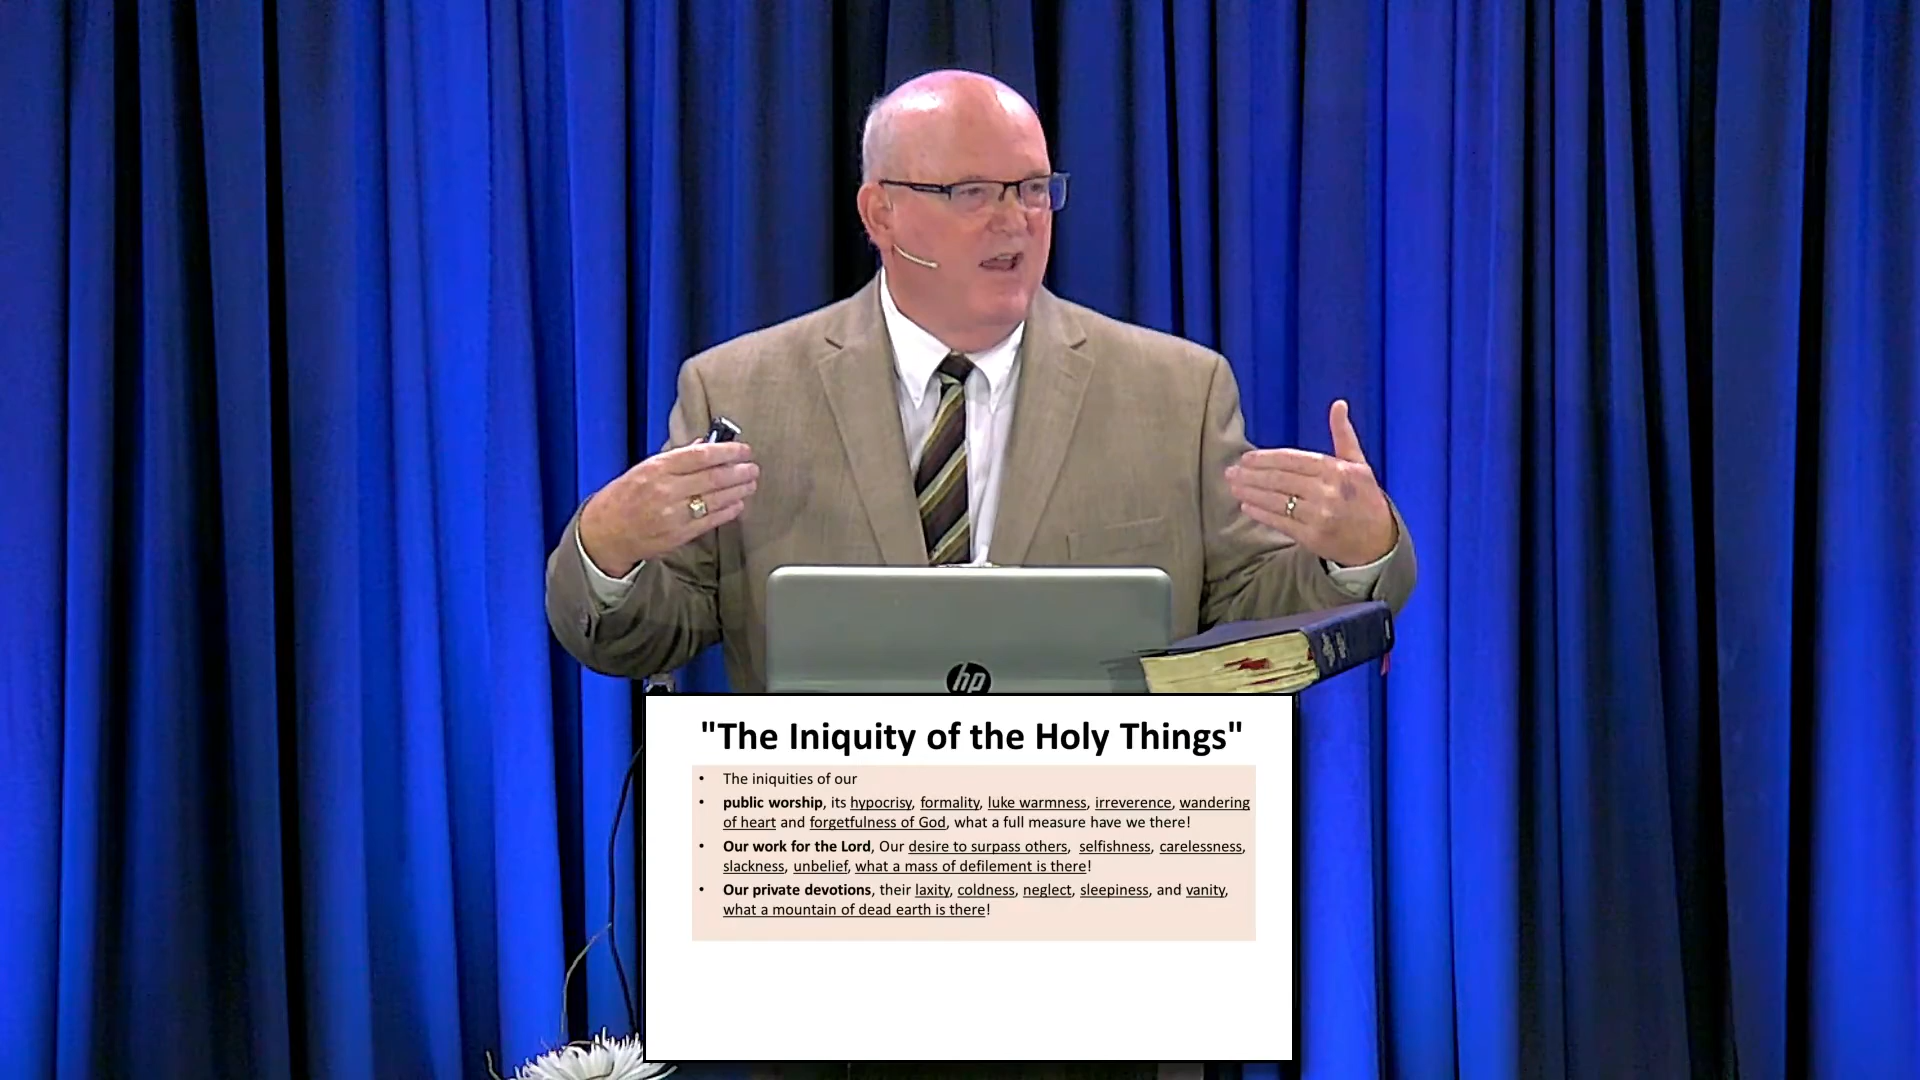 hp
"The Iniquity of the Holy Things"
• The iniquities of our
• public worship, its hypocrisy, formality, luke warmness, irreverence, wandering
of heart and forgetfulness of God, what a full measure have we there!
• Our work for the Lord, Our desire to surpass others, selfishness, carelessness,
slackness, unbelief, what a mass of defilement is there!
• Our private devotions, their laxity, coldness, neglect, sleepiness, and vanity,
what a mountain of dead earth is there!